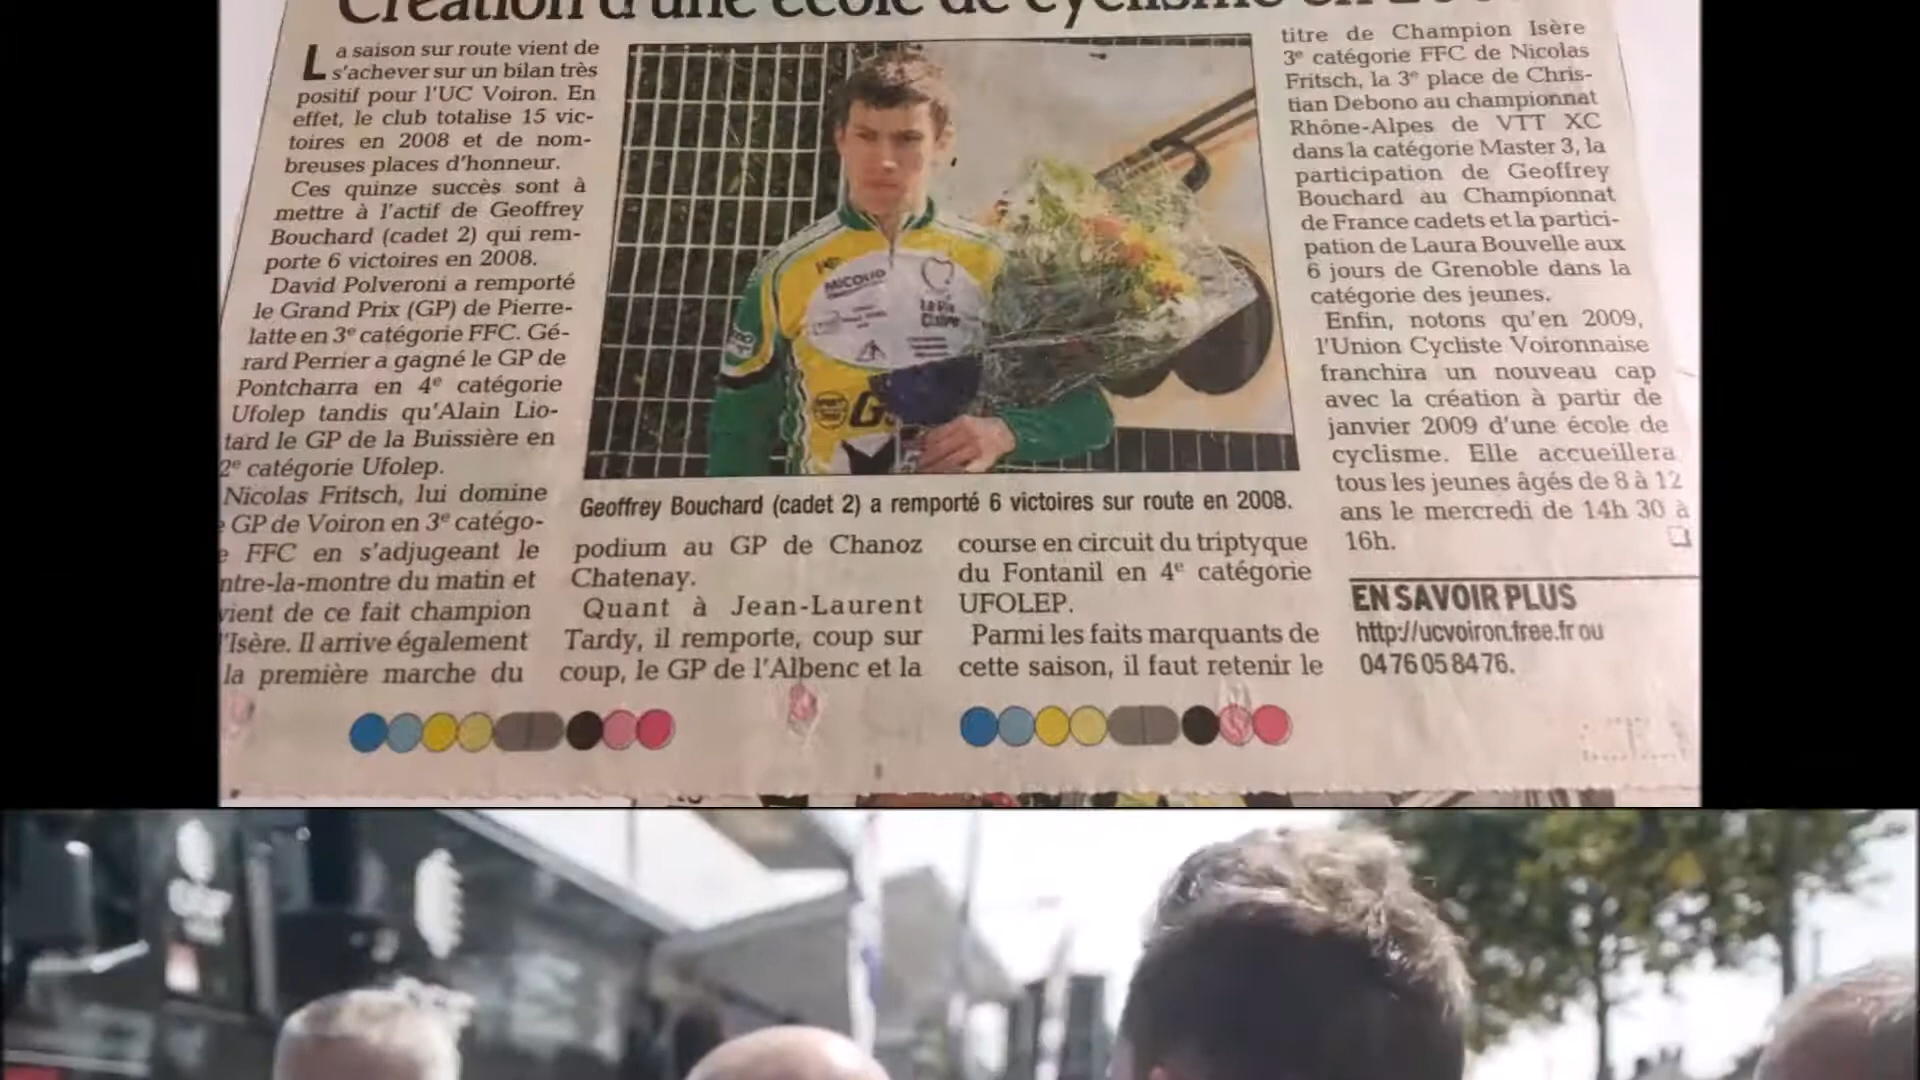 Création d'une école de cyclisme en 20
La saison sur route vient de
s'achever sur un bilan très
positif pour l'UC Voiron. En
effet, le club totalise 15 vic-
toires en 2008 et de nom-
breuses places d'honneur.
Ces quinze succès sont à
mettre à l'actif de Geoffrey
Bouchard (cadet 2) qui rem-
porte 6 victoires en 2008.
David Polveroni a remporté
le Grand Prix (GP) de Pierre-
latte en 3e catégorie FFC. Gé-
rard Perrier a gagné le GP de
Pontcharra en 4e catégorie
Ufolep tandis qu'Alain Lio-
tard le GP de la Buissière en
2e catégorie Ufolep.
Nicolas Fritsch, lui domine
e GP de Voiron en 3e catégo-
e FFC en s'adjugeant le
ntre-la-montre du matin et
vient de ce fait champion
l'Isère. Il arrive également
la première marche du
MICOUD
La Vie
Claire
Geoffrey Bouchard (cadet 2) a remporté 6 victoires sur route en 2008.
podium au GP de Chanoz
Chatenay.
Quant à Jean-Laurent
Tardy, il remporte, coup sur
coup, le GP de l'Albenc et la
course en circuit du triptyque
du Fontanil en 4e catégorie
UFOLEP.
Parmi les faits marquants de
cette saison, il faut retenir le
titre de Champion Isère
3e catégorie FFC de Nicolas
Fritsch, la 3e place de Chris-
tian Debono au championnat
Rhône-Alpes de VTT XC
dans la catégorie Master 3, la
participation de Geoffrey
Bouchard au Championnat
de France cadets et la partici-
pation de Laura Bouvelle aux
6 jours de Grenoble dans la
catégorie des jeunes.
Enfin, notons qu'en 2009,
l'Union Cycliste Voironnaise
franchira un nouveau cap
avec la création à partir de
janvier 2009 d'une école de
cyclisme. Elle accueillera
tous les jeunes âgés de 8 à 12
ans le mercredi de 14h 30 à
16h.
EN SAVOIR PLUS
http://ucvoiron.free.fr ou
04 76 05 84 76.